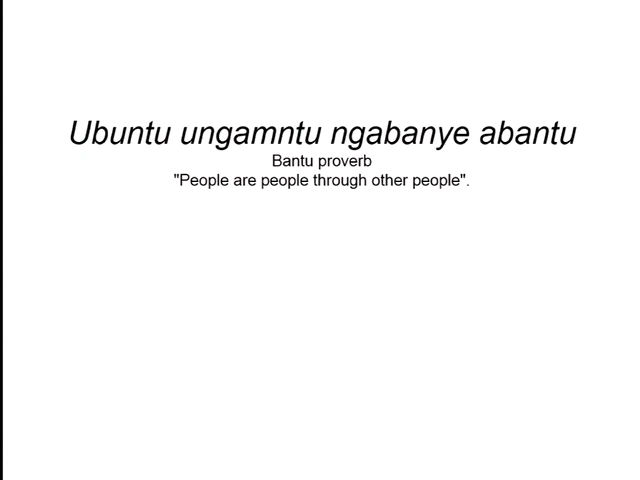 Ubuntu ungamntu ngabanye abantu
Bantu proverb
"People are people through other people".